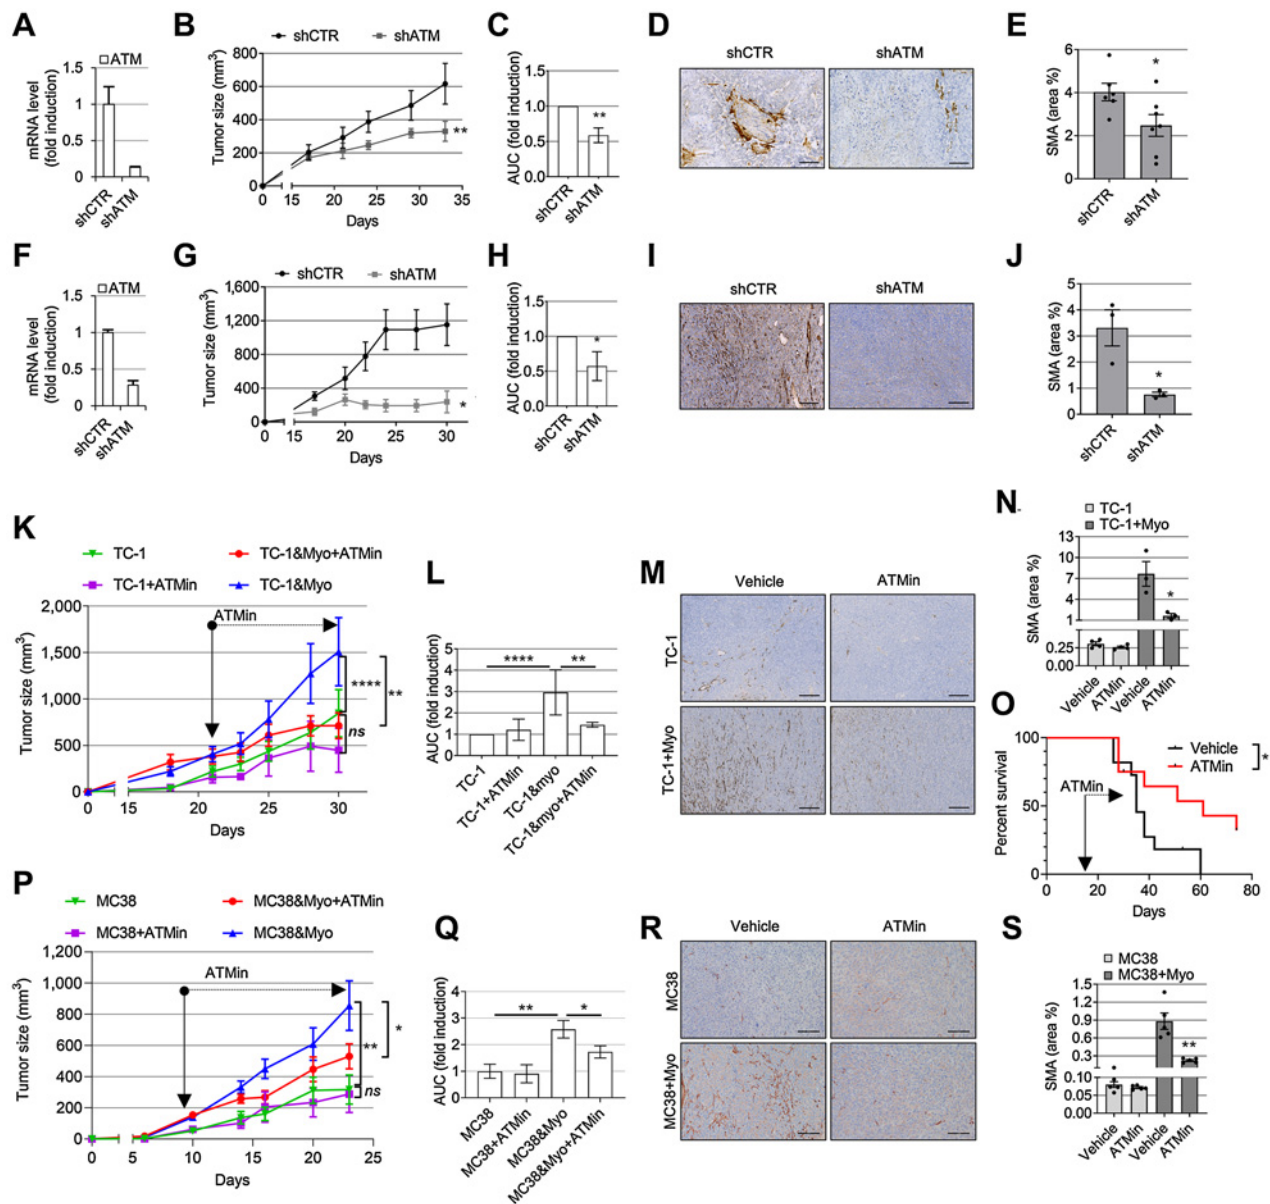 A
ATM
mRNA level
(fold induction)
1.5
1
0.5
0
shCTR
shATM
B
shCTR
shATM
Tumor size (mm3)
800
600
400
200
0
**
0 15 20 25 30 35
Days
C
AUC (fold induction)
1.5
1.0
0.5
0.0
**
shCTR
shATM
D
shCTR
shATM
E
SMA (area %)
6
4
2
0
*
shCTR
shATM
F
ATM
mRNA level
(fold induction)
1.5
1
0.5
0
shCTR
shATM
G
shCTR
shATM
Tumor size (mm3)
1,600
1,200
800
400
0
*
0 15 20 25 30
Days
H
AUC (fold induction)
1.5
1.0
0.5
0.0
*
shCTR
shATM
I
shCTR
shATM
J
SMA (area %)
5
4
3
2
1
0
*
shCTR
shATM
K
TC-1
TC-1&Myo+ATMin
TC-1+ATMin
TC-1&Myo
Tumor size (mm3)
2,000
1,500
1,000
500
0
ATMin
****
**
ns
0 15 20 25 30
Days
L
AUC (fold induction)
5
4
3
2
1
0
****
**
TC-1
TC-1+ATMin
TC-1&myo
TC-1&myo+ATMin
M
Vehicle
ATMin
TC-1
TC-1+Myo
N
TC-1
TC-1+Myo
SMA (area %)
13
10
7
4
1
0.25
0.00
*
Vehicle
ATMin
Vehicle
ATMin
O
Percent survival
100
50
0
Vehicle
ATMin
*
ATMin
0 20 40 60 80
Days
P
MC38
MC38&Myo+ATMin
MC38+ATMin
MC38&Myo
Tumor size (mm3)
1,200
1,000
800
600
400
200
0
ATMin
*
**
ns
0 5 10 15 20 25
Days
Q
AUC (fold induction)
4
3
2
1
0
**
*
MC38
MC38+ATMin
MC38&Myo
MC38&Myo+ATMin
R
Vehicle
ATMin
MC38
MC38+Myo
S
MC38
MC38+Myo
SMA (area %)
1.5
1.2
0.9
0.6
0.3
0.10
0.05
0.00
**
Vehicle
ATMin
Vehicle
ATMin